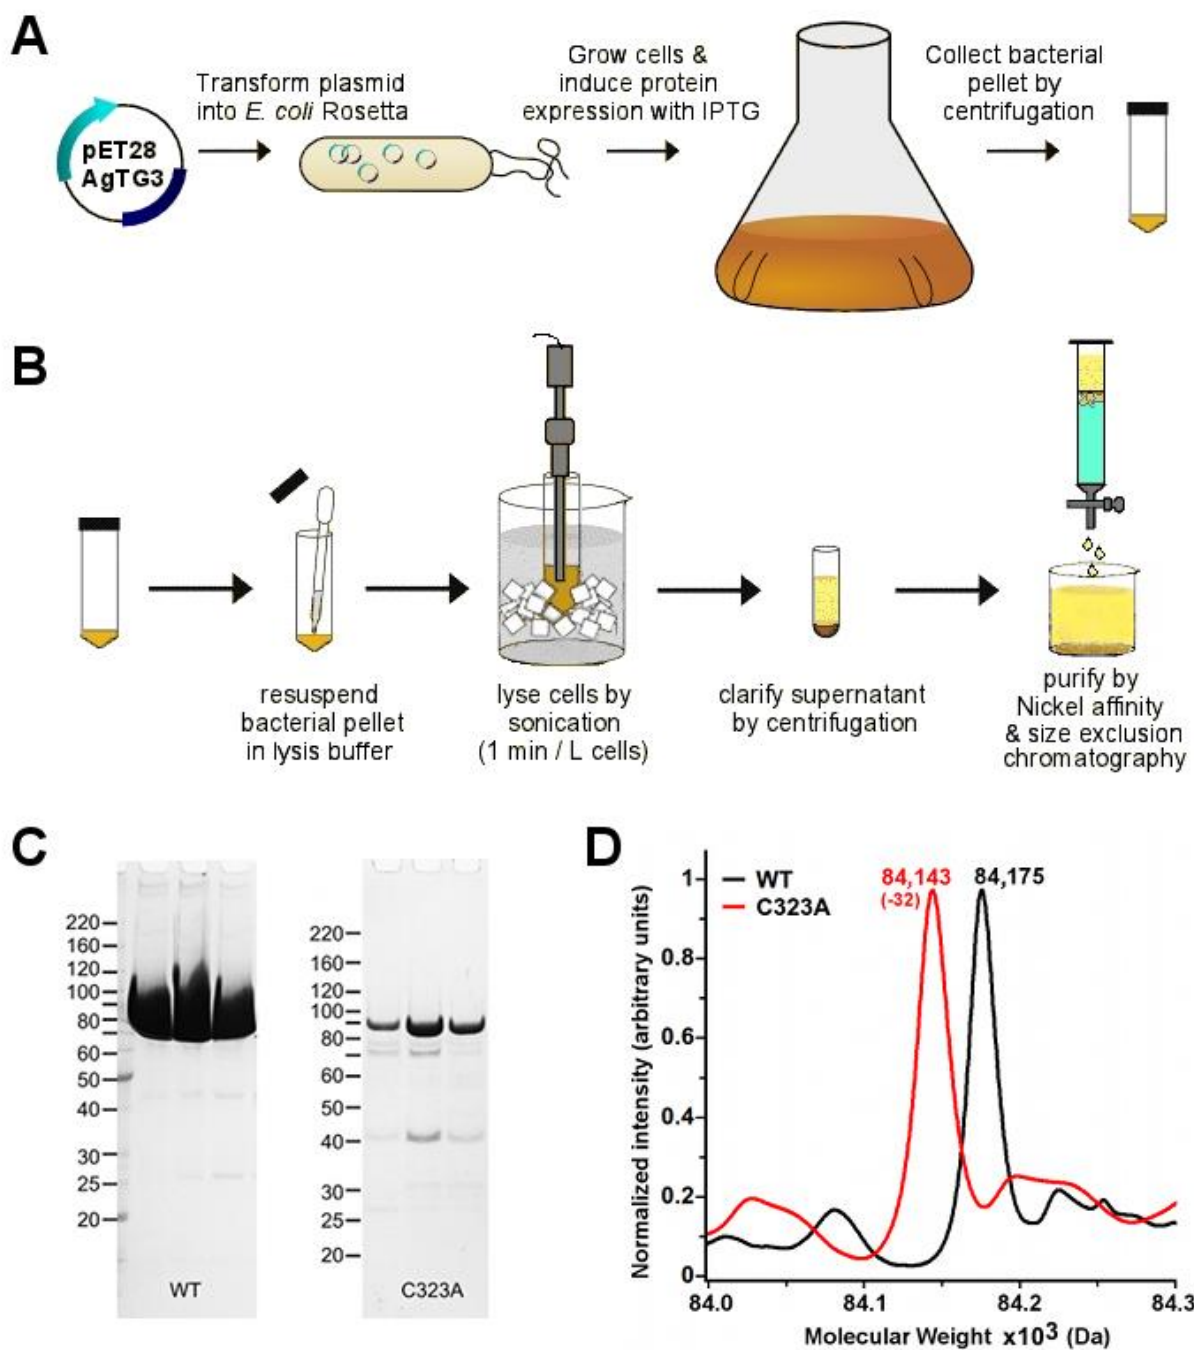 A
Transform plasmid
into E. coli Rosetta
Grow cells &
induce protein
expression with IPTG
Collect bacterial
pellet by
centrifugation
pET28
AgTG3
B
resuspend
bacterial pellet
in lysis buffer
lyse cells by
sonication
(1 min / L cells)
clarify supernatant
by centrifugation
purify by
Nickel affinity
& size exclusion
chromatography
C
220
160
120
100
80
60
50
40
30
25
20
WT
220
160
120
100
80
60
50
40
30
25
20
C323A
D
WT
C323A
84,143
(-32)
84,175
Normalized intensity (arbitrary units)
1
0.8
0.6
0.4
0.2
0
84.0 84.1 84.2 84.3
Molecular Weight x10³ (Da)